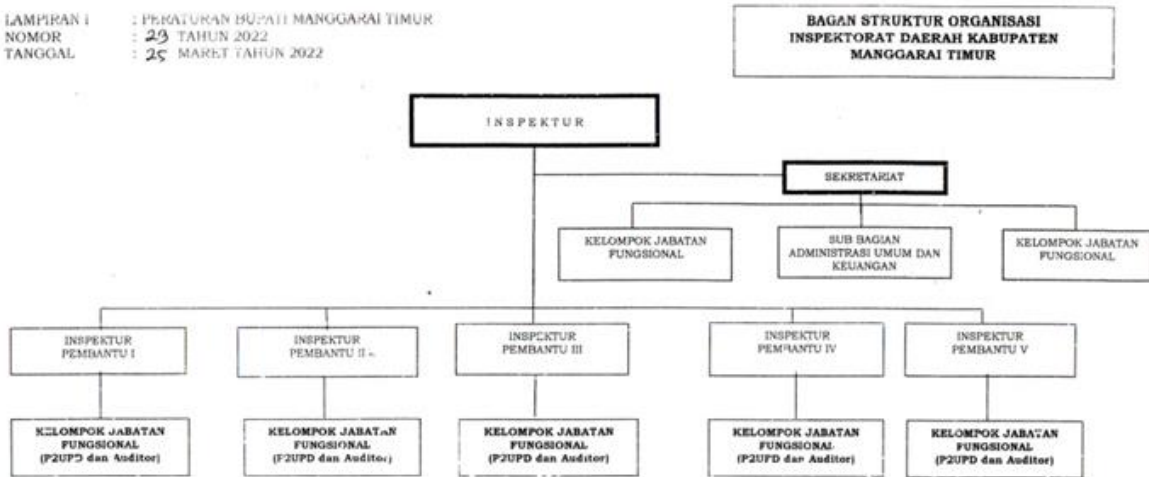 LAMPIRAN I : PERATURAN BUPATI MANGGARAI TIMUR
NOMOR : 29 TAHUN 2022
TANGGAL : 25 MARET TAHUN 2022
BAGAN STRUKTUR ORGANISASI
INSPEKTORAT DAERAH KABUPATEN
MANGGARAI TIMUR
INSPEKTUR
SEKRETARIAT
KELOMPOK JABATAN
FUNGSIONAL
SUB BAGIAN
ADMINISTRASI UMUM DAN
KEUANGAN
KELOMPOK JABATAN
FUNGSIONAL
INSPEKTUR
PEMBANTU I
INSPEKTUR
PEMBANTU II
INSPEKTUR
PEMBANTU III
INSPEKTUR
PEMBANTU IV
INSPEKTUR
PEMBANTU V
KELOMPOK JABATAN
FUNGSIONAL
(P2UPD dan Auditor)
KELOMPOK JABATAN
FUNGSIONAL
(P2UPD dan Auditor)
KELOMPOK JABATAN
FUNGSIONAL
(P2UPD dan Auditor)
KELOMPOK JABATAN
FUNGSIONAL
(P2UPD dan Auditor)
KELOMPOK JABATAN
FUNGSIONAL
(P2UPD dan Auditor)